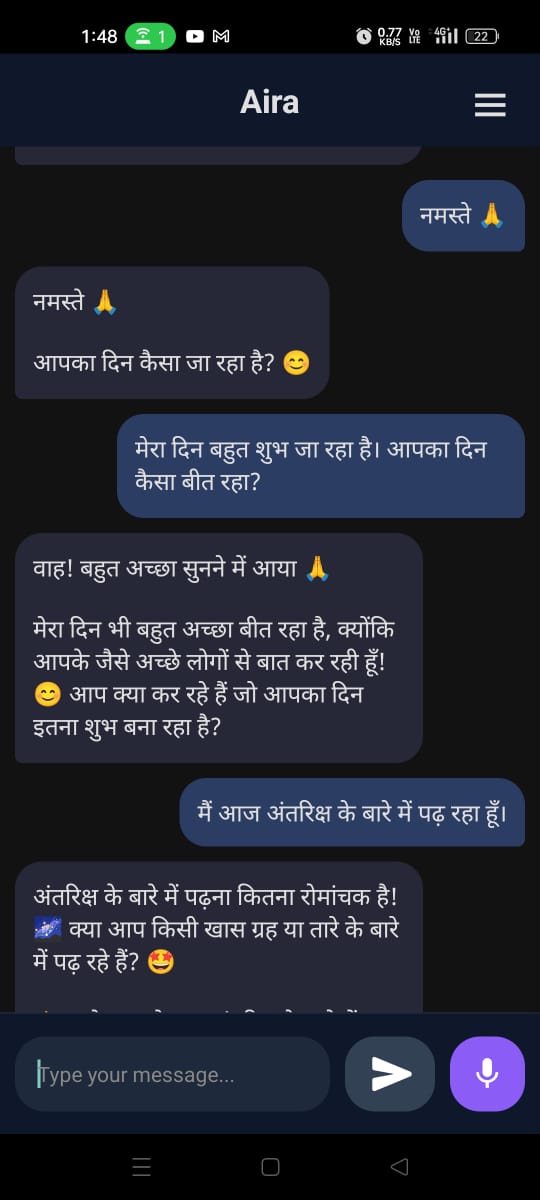 1:48 1 0.77 KB/S Vo LTE 4G+ 22
Aira
नमस्ते 🙏
नमस्ते 🙏
आपका दिन कैसा जा रहा है? 😊
मेरा दिन बहुत शुभ जा रहा है। आपका दिन
कैसा बीत रहा?
वाह! बहुत अच्छा सुनने में आया 🙏
मेरा दिन भी बहुत अच्छा बीत रहा है, क्योंकि
आपके जैसे अच्छे लोगों से बात कर रही हूँ!
😊 आप क्या कर रहे हैं जो आपका दिन
इतना शुभ बना रहा है?
मैं आज अंतरिक्ष के बारे में पढ़ रहा हूँ।
अंतरिक्ष के बारे में पढ़ना कितना रोमांचक है!
🌌 क्या आप किसी खास ग्रह या तारे के बारे
में पढ़ रहे हैं? 🤩
Type your message...